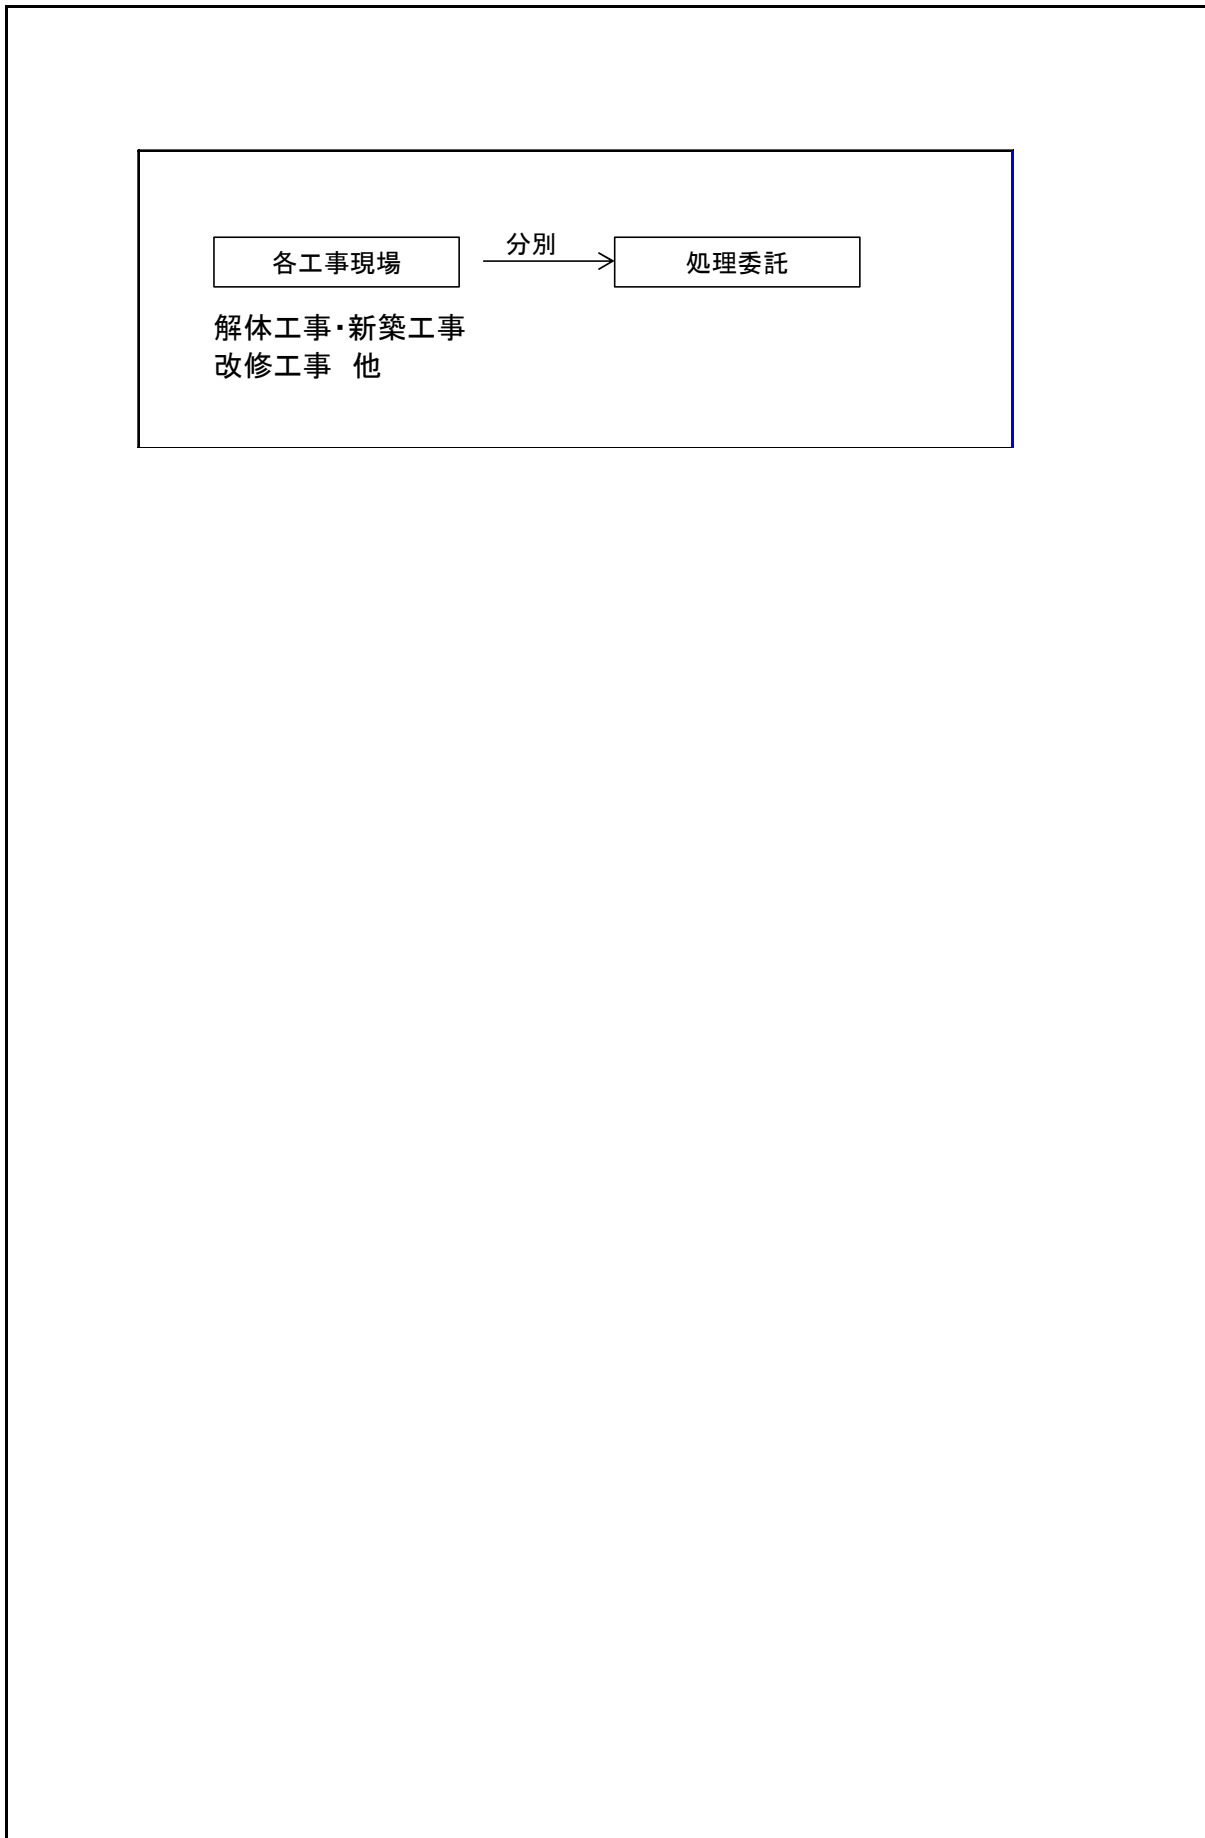 分別
各工事現場
処理委託
解体工事・新築工事
改修工事　他